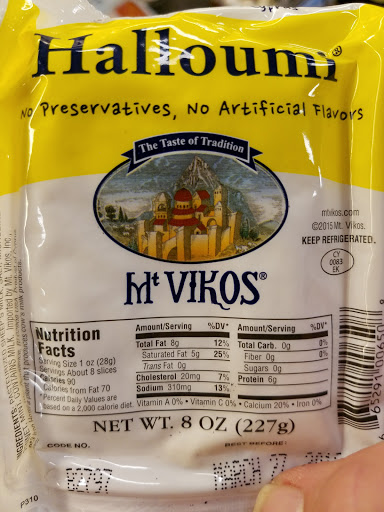 Halloumi®
No Preservatives, No Artificial Flavors
The Taste of Tradition
mtvikos.com
©2015 Mt. Vikos.
KEEP REFRIGERATED.
CY
0083
EK
Mt VIKOS®
Nutrition
Facts
Serving Size 1 oz (28g)
Servings About 8 slices
Calories 90
Calories from Fat 70
*Percent Daily Values are
based on a 2,000 calorie diet.
Amount/Serving %DV*
Total Fat 8g 12%
Saturated Fat 5g 25%
Trans Fat 0g
Cholesterol 20mg 7%
Sodium 310mg 13%
Amount/Serving %DV*
Total Carb. 0g 0%
Fiber 0g 0%
Sugars 0g
Protein 6g
Vitamin A 0% • Vitamin C 0% • Calcium 20% • Iron 0%
NET WT. 8 OZ (227g)
CODE NO. BEST BEFORE:
MARCH 27
P310